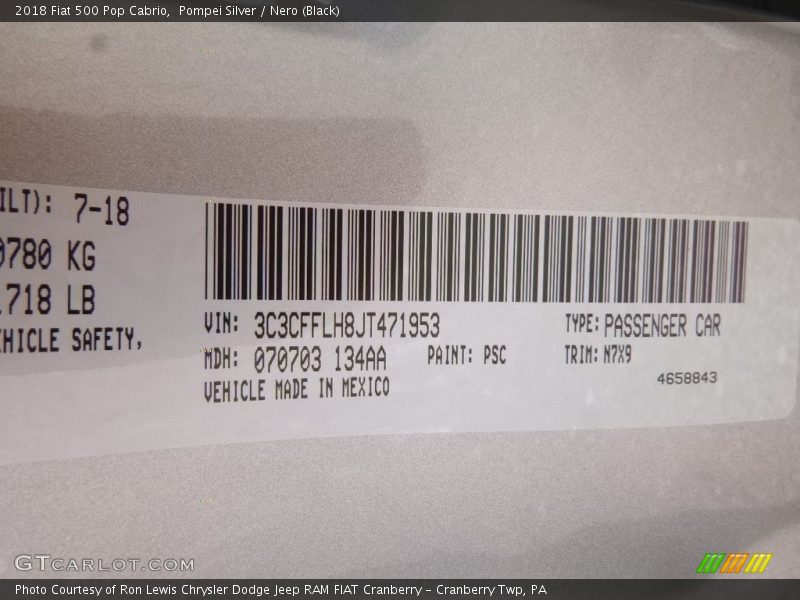 2018 Fiat 500 Pop Cabrio, Pompei Silver / Nero (Black)
ILT): 7-18
0780 KG
1718 LB
EHICLE SAFETY,
VIN: 3C3CFFLH8JT471953
TYPE: PASSENGER CAR
MDH: 070703 134AA
PAINT: PSC
TRIM: N7X9
VEHICLE MADE IN MEXICO
4658843
GTCARLOT.COM
Photo Courtesy of Ron Lewis Chrysler Dodge Jeep RAM FIAT Cranberry – Cranberry Twp, PA